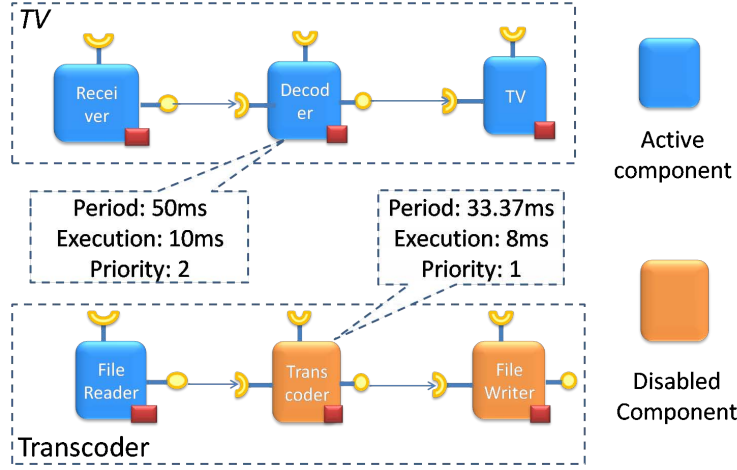 TV
Recei
ver
Decod
er
TV
Active
component
Period: 50ms
Execution: 10ms
Priority: 2
Period: 33.37ms
Execution: 8ms
Priority: 1
File
Reader
Trans
coder
File
Writer
Disabled
Component
Transcoder